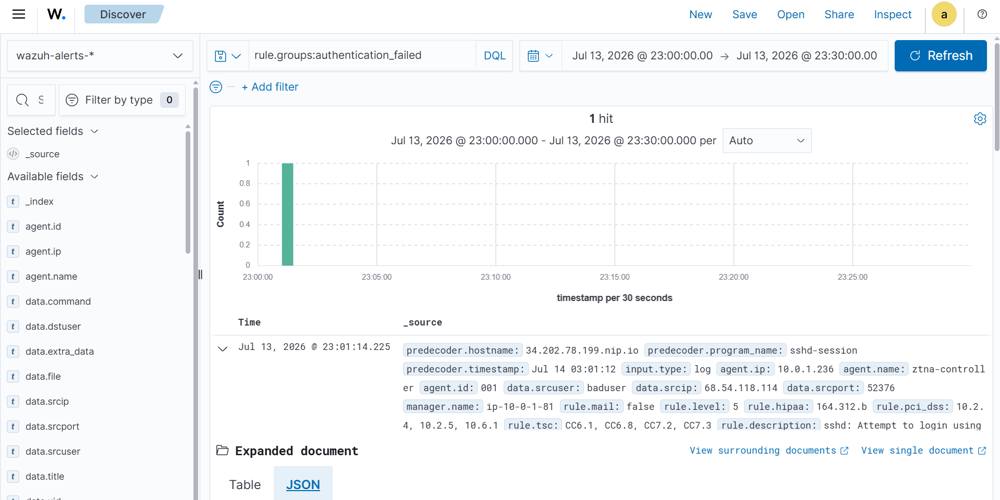 W.
Discover
New
Save
Open
Share
Inspect
a
wazuh-alerts-*
rule.groups:authentication_failed
DQL
Jul 13, 2026 @ 23:00:00.00 → Jul 13, 2026 @ 23:30:00.00
Refresh
S
Filter by type 0
+ Add filter
Selected fields
_source
Available fields
t _index
t agent.id
t agent.ip
t agent.name
t data.command
t data.dstuser
t data.extra_data
t data.file
t data.srcip
t data.srcport
t data.srcuser
t data.title
1 hit
Jul 13, 2026 @ 23:00:00.000 - Jul 13, 2026 @ 23:30:00.000 per Auto
Count
1
0.8
0.6
0.4
0.2
0
23:00:00 23:05:00 23:10:00 23:15:00 23:20:00 23:25:00
timestamp per 30 seconds
Time _source
Jul 13, 2026 @ 23:01:14.225
predecoder.hostname: 34.202.78.199.nip.io predecoder.program_name: sshd-session
predecoder.timestamp: Jul 14 03:01:12 input.type: log agent.ip: 10.0.1.236 agent.name: ztna-controll
er agent.id: 001 data.srcuser: baduser data.srcip: 68.54.118.114 data.srcport: 52376
manager.name: ip-10-0-1-81 rule.mail: false rule.level: 5 rule.hipaa: 164.312.b rule.pci_dss: 10.2.
4, 10.2.5, 10.6.1 rule.tsc: CC6.1, CC6.8, CC7.2, CC7.3 rule.description: sshd: Attempt to login using
Expanded document
View surrounding documents
View single document
Table
JSON